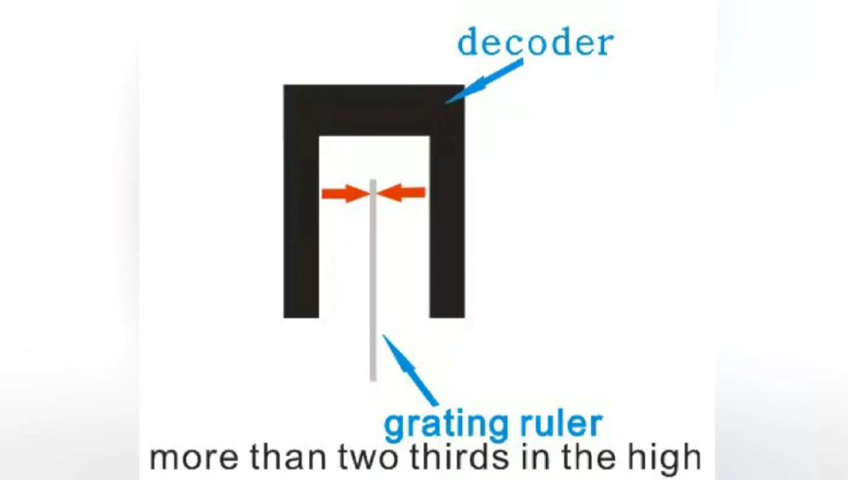 decoder
grating ruler
more than two thirds in the high